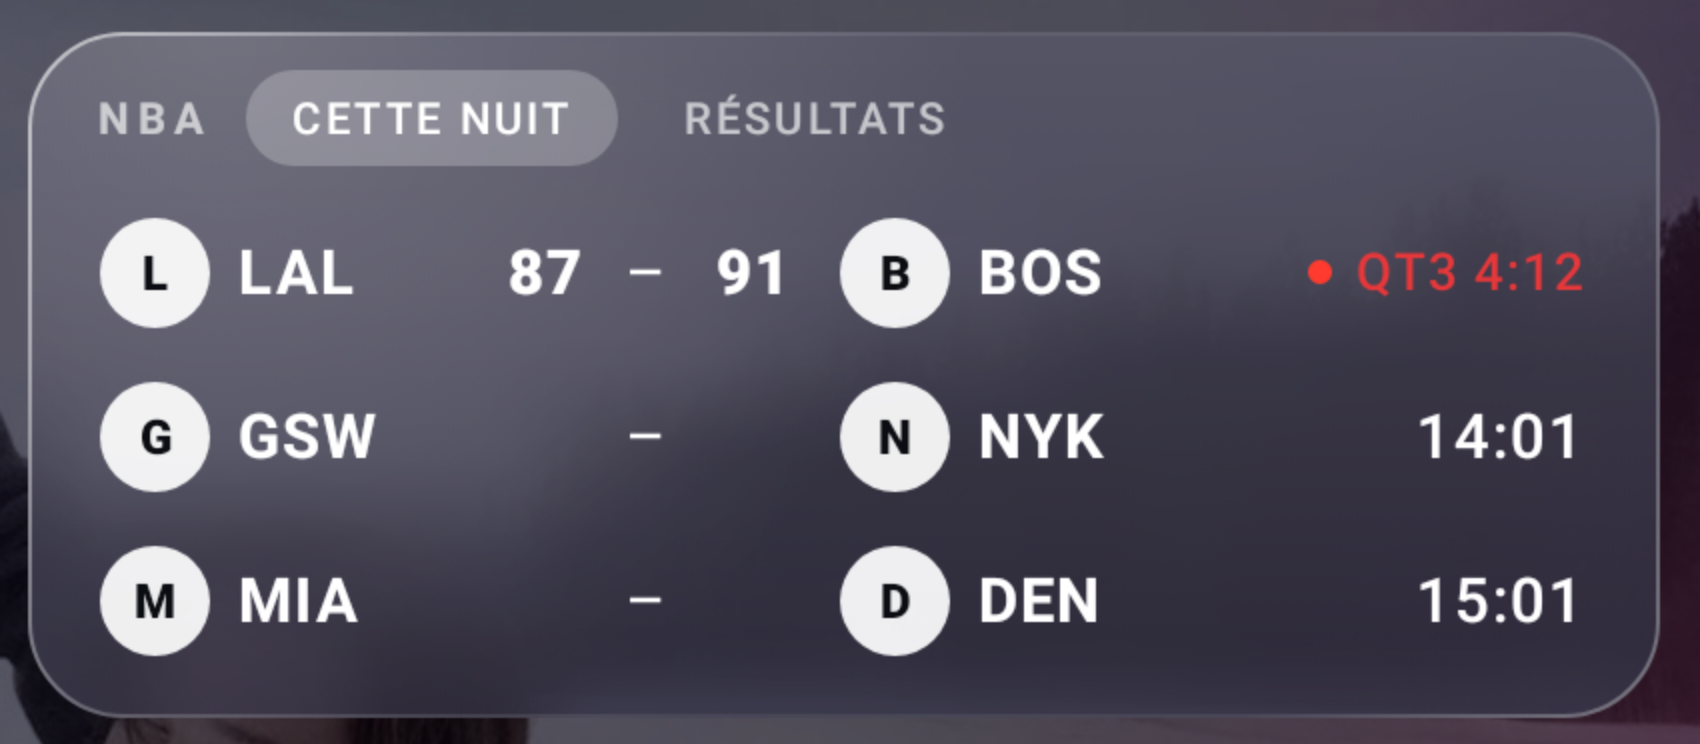 NBA CETTE NUIT RÉSULTATS
L LAL 87 – 91 B BOS QT3 4:12
G GSW – N NYK 14:01
M MIA – D DEN 15:01